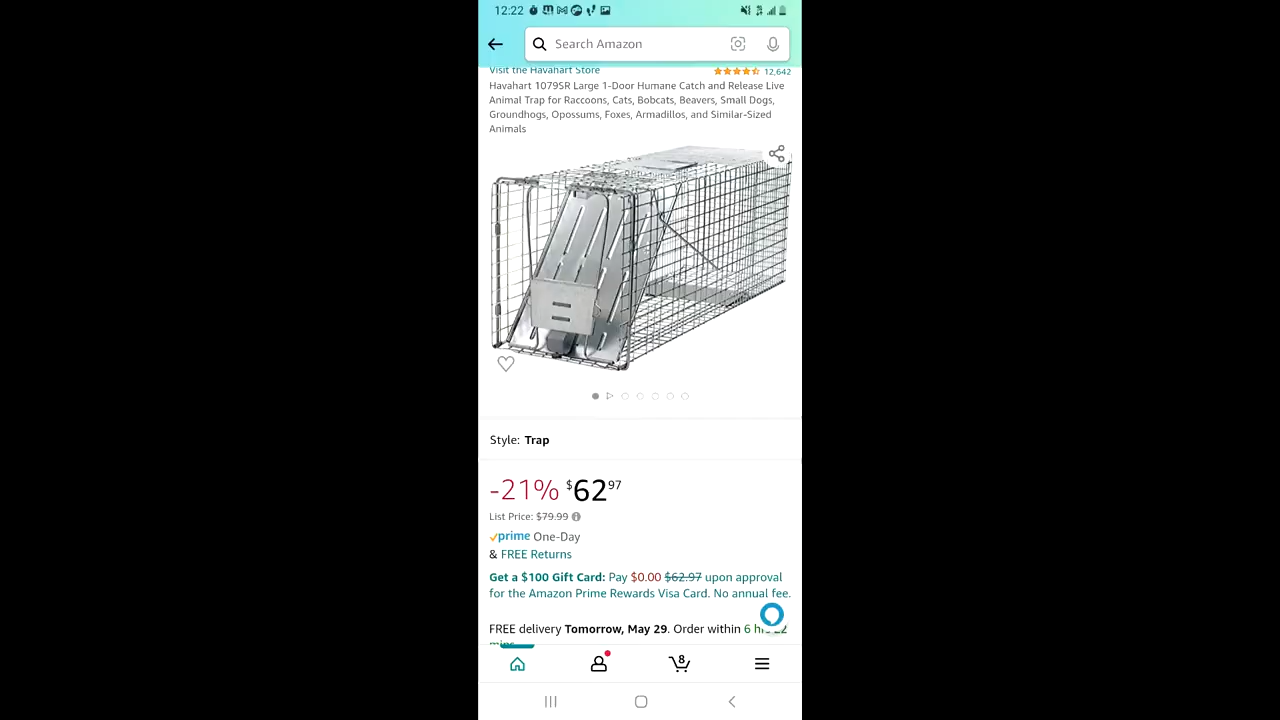 12:22
Search Amazon
Visit the Havahart Store
12,642
Havahart 1079SR Large 1-Door Humane Catch and Release Live
Animal Trap for Raccoons, Cats, Bobcats, Beavers, Small Dogs,
Groundhogs, Opossums, Foxes, Armadillos, and Similar-Sized
Animals
Style: Trap
-21% $62 97
List Price: $79.99
prime One-Day
& FREE Returns
Get a $100 Gift Card: Pay $0.00 $62.97 upon approval
for the Amazon Prime Rewards Visa Card. No annual fee.
FREE delivery Tomorrow, May 29. Order within 6
8